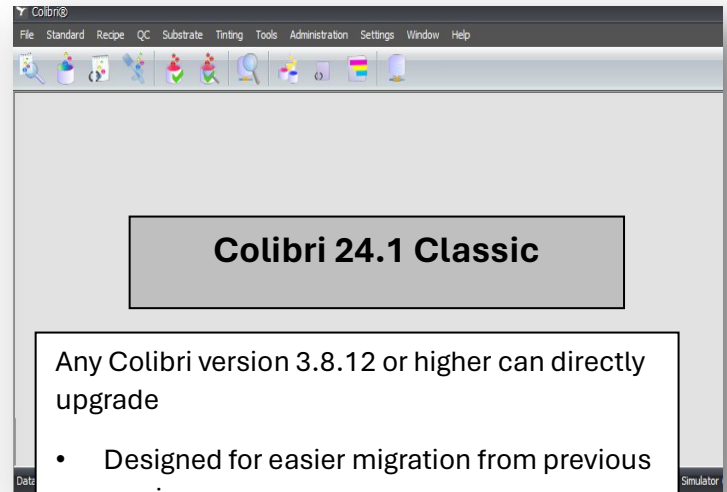 Colibri®
File Standard Recipe QC Substrate Tinting Tools Administration Settings Window Help
Colibri 24.1 Classic
Any Colibri version 3.8.12 or higher can directly
upgrade
• Designed for easier migration from previous
Data
Simulator